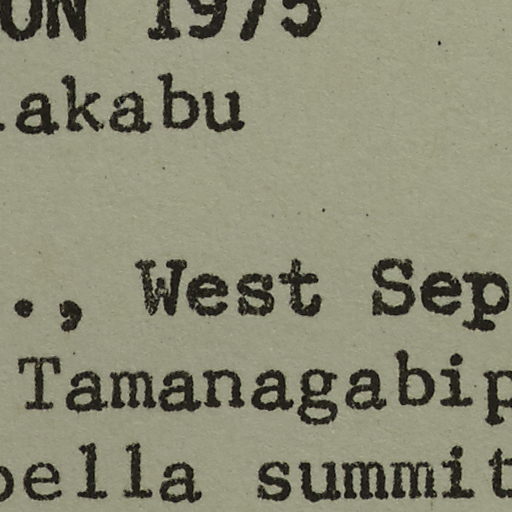 ON 1975
.akabu
., West Sep
Tamanagabip
bella summit